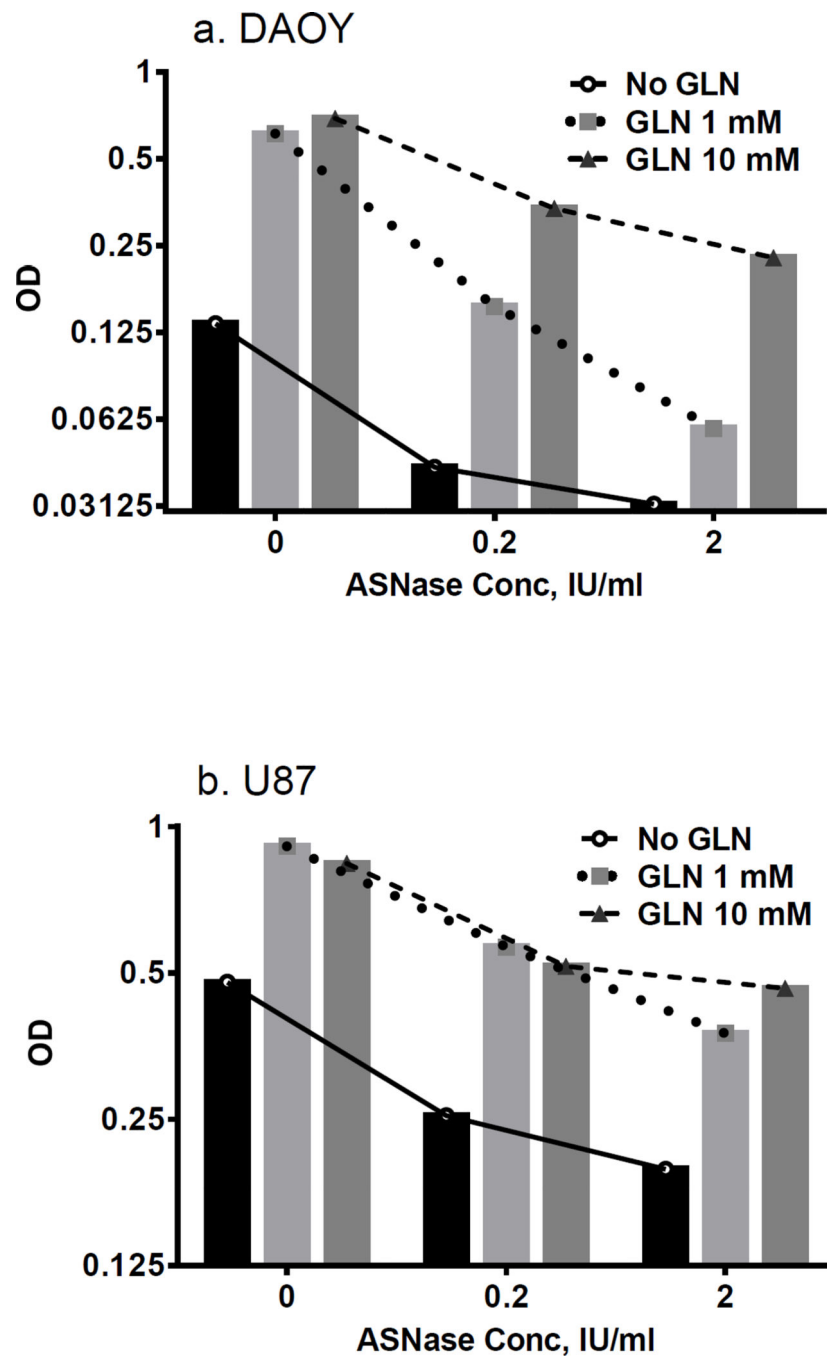 a. DAOY
No GLN
GLN 1 mM
GLN 10 mM
OD
1
0.5
0.25
0.125
0.0625
0.03125
0 0.2 2
ASNase Conc, IU/ml
b. U87
No GLN
GLN 1 mM
GLN 10 mM
OD
1
0.5
0.25
0.125
0 0.2 2
ASNase Conc, IU/ml